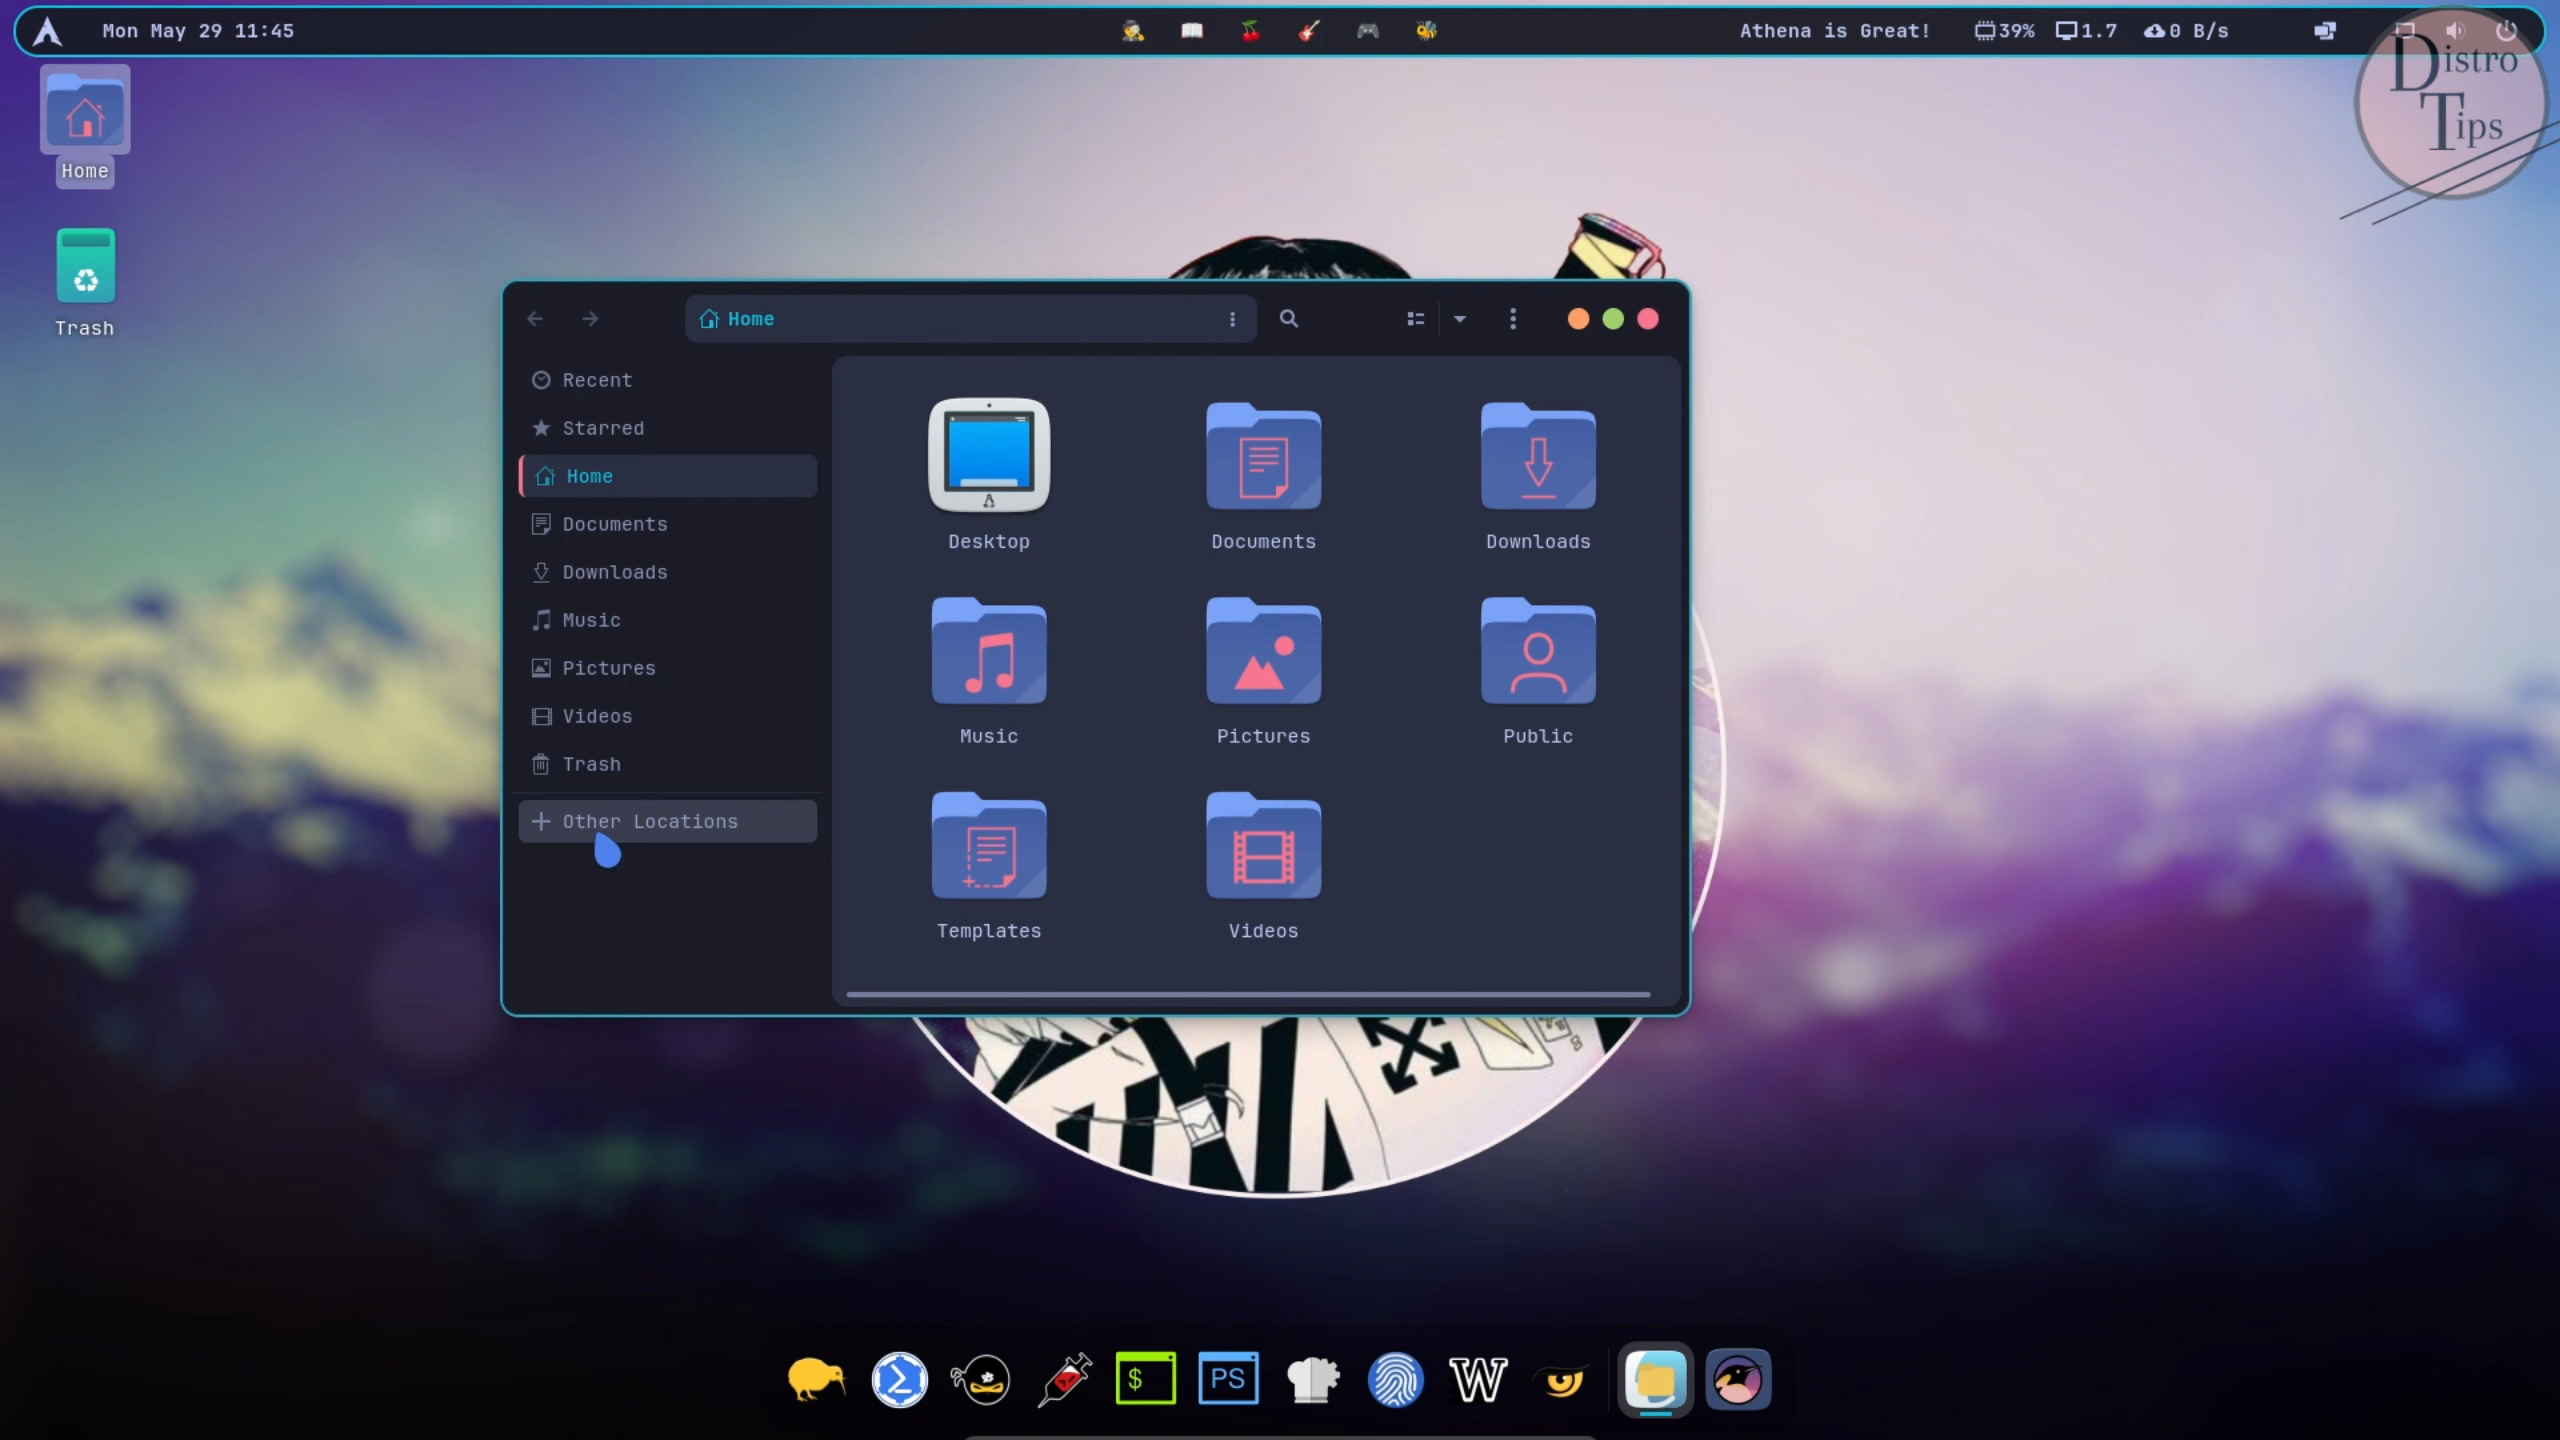 Mon May 29 11:45
Athena is Great!
39%
1.7
0 B/s
Distro
Tips
Home
Trash
Home
Recent
Starred
Home
Documents
Downloads
Music
Pictures
Videos
Trash
Other Locations
Desktop
Documents
Downloads
Music
Pictures
Public
Templates
Videos
$
PS
W